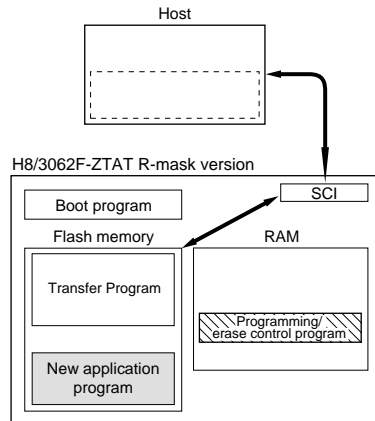 Host
H8/3062F-ZTAT R-mask version
SCI
Boot program
Flash memory
RAM
Transfer Program
Programming/
erase control program
New application
program